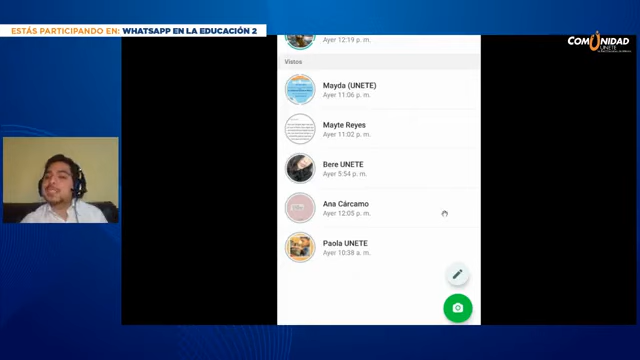 ESTÁS PARTICIPANDO EN: WHATSAPP EN LA EDUCACIÓN 2
COMUNIDAD
UNETE
Ayer 12:19 p. m.
Vistos
Mayda (UNETE)
Ayer 11:06 p. m.
Mayte Reyes
Ayer 11:02 p. m.
Bere UNETE
Ayer 5:54 p. m.
Ana Cárcamo
Ayer 12:05 p. m.
Paola UNETE
Ayer 10:38 a. m.